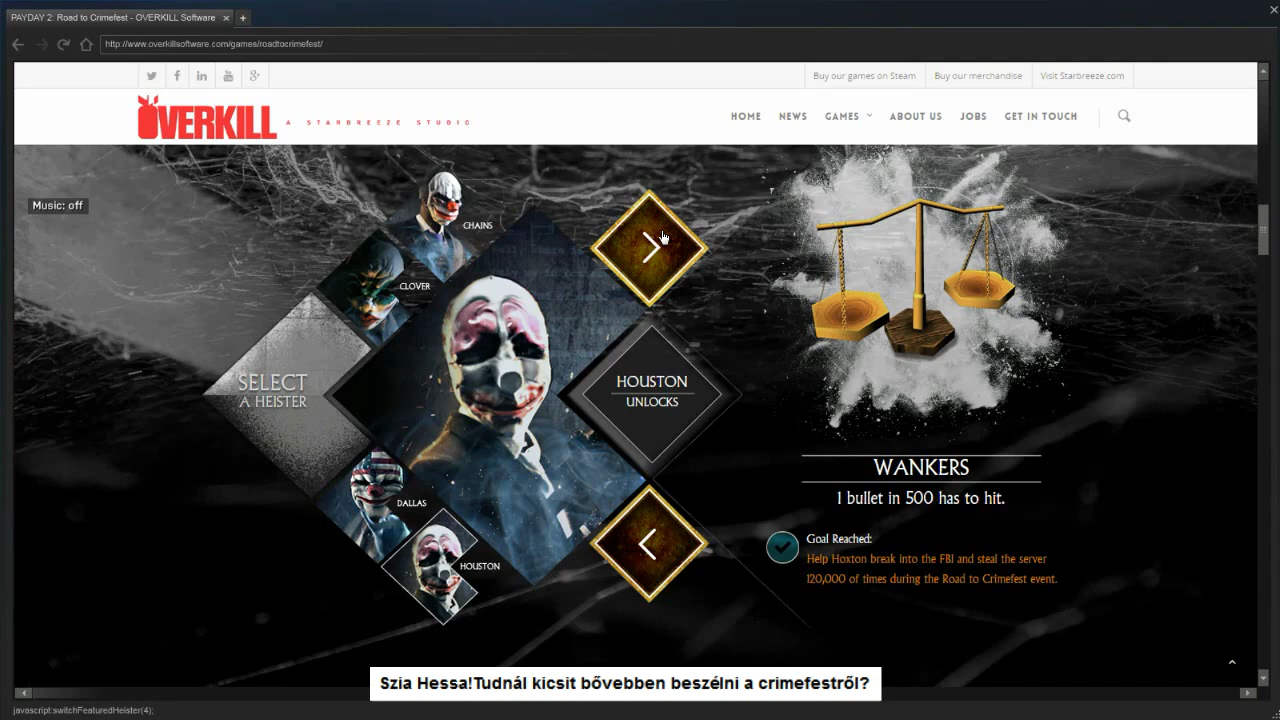 PAYDAY 2: Road to Crimefest - OVERKILL Software
http://www.overkillsoftware.com/games/roadtocrimefest/
Buy our games on Steam
Buy our merchandise
Visit Starbreeze.com
OVERKILL
A STARBREEZE STUDIO
HOME
NEWS
GAMES
ABOUT US
JOBS
GET IN TOUCH
Music: off
CHAINS
CLOVER
SELECT
A HEISTER
HOUSTON
UNLOCKS
DALLAS
HOUSTON
WANKERS
1 bullet in 500 has to hit.
Goal Reached:
Help Hoxton break into the FBI and steal the server
120,000 of times during the Road to Crimefest event.
Szia Hessa!Tudnál kicsit bővebben beszélni a crimefestről?
javascript:switchFeaturedHeister(4);